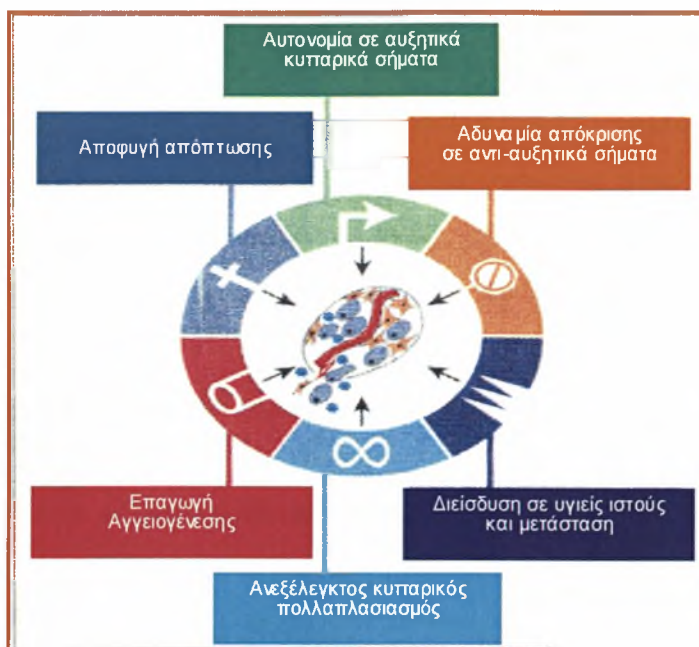 Αυτονομία σε αυξητικά
κυτταρικά σήματα
Αποφυγή απόπτωσης
Αδυναμία απόκρισης
σε αντι-αυξητικά σήματα
Επαγωγή
Αγγειογένεσης
Διείσδυση σε υγιείς ιστούς
και μετάσταση
Ανεξέλεγκτος κυτταρικός
πολλαπλασιασμός